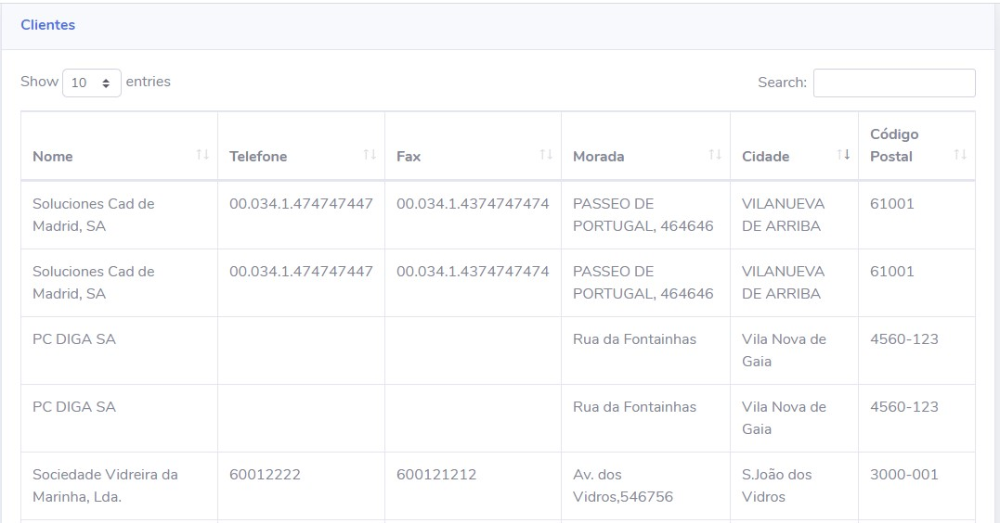 Clientes
Show 10 entries
Search:
Código
Nome Telefone Fax Morada Cidade Postal
Soluciones Cad de 00.034.1.474747447 00.034.1.4374747474 PASSEO DE VILANUEVA 61001
Madrid, SA PORTUGAL, 464646 DE ARRIBA
Soluciones Cad de 00.034.1.474747447 00.034.1.4374747474 PASSEO DE VILANUEVA 61001
Madrid, SA PORTUGAL, 464646 DE ARRIBA
PC DIGA SA Rua da Fontainhas Vila Nova de 4560-123
Gaia
PC DIGA SA Rua da Fontainhas Vila Nova de 4560-123
Gaia
Sociedade Vidreira da 60012222 600121212 Av. dos S.João dos 3000-001
Marinha, Lda. Vidros,546756 Vidros